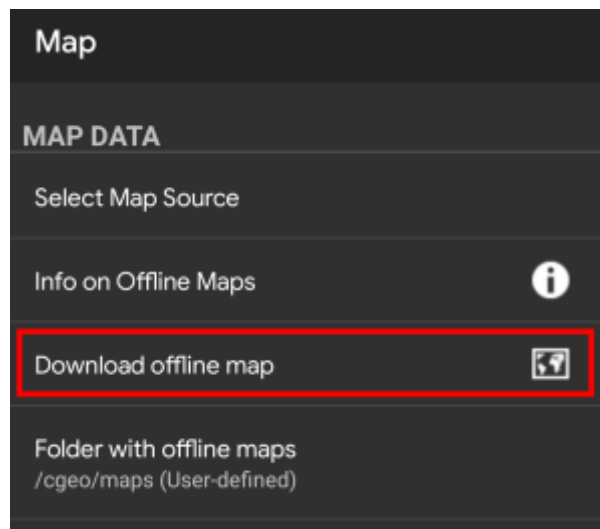 Map
MAP DATA
Select Map Source
Info on Offline Maps
Download offline map
Folder with offline maps
/cgeo/maps (User-defined)